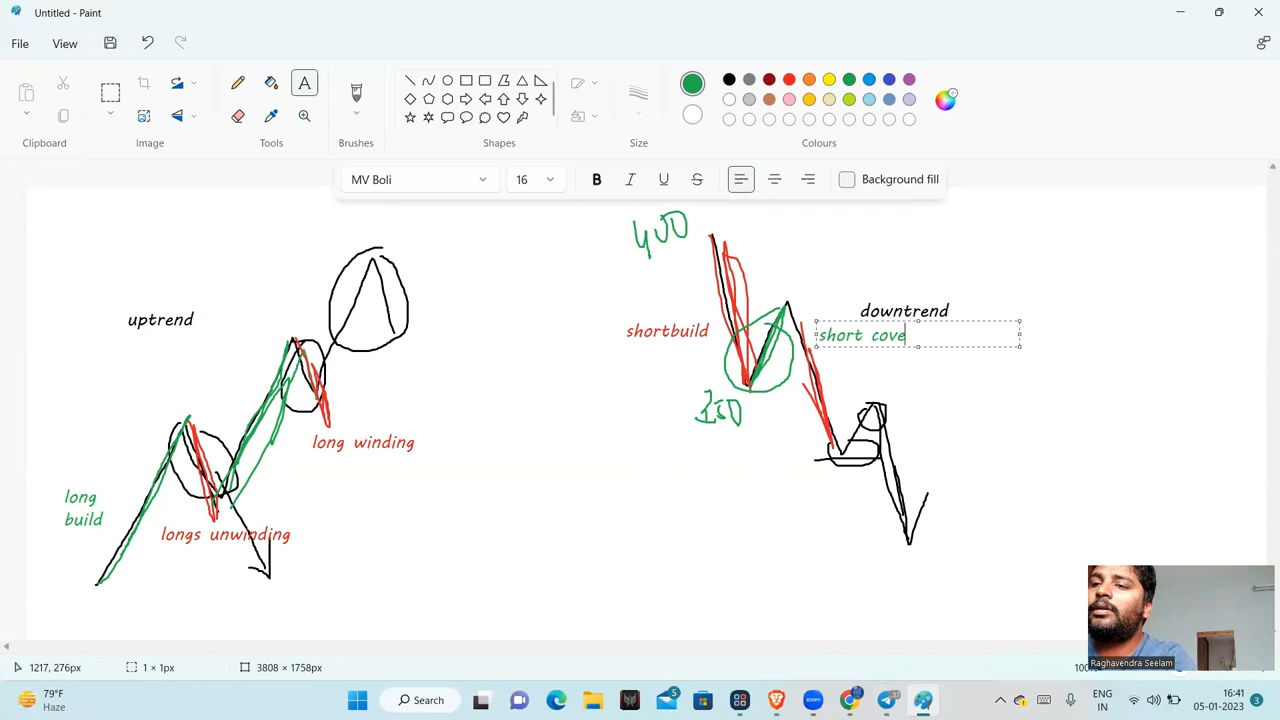 Untitled - Paint
File
View
Clipboard
Image
Tools
Brushes
Shapes
Size
Colours
MV Boli
16
B
I
U
Background fill
400
uptrend
downtrend
shortbuild
short cove
350
long winding
long
build
longs unwinding
Raghavendra Seelam
1217, 276px
1 × 1px
3808 × 1758px
79°F
Haze
Search
5
ENG
IN
16:41
05-01-2023